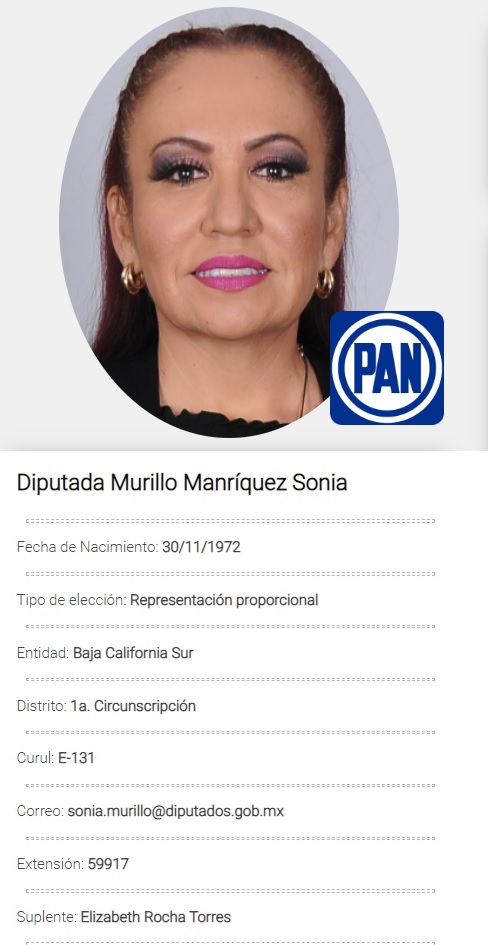 PAN
Diputada Murillo Manríquez Sonia
Fecha de Nacimiento: 30/11/1972
Tipo de elección: Representación proporcional
Entidad: Baja California Sur
Distrito: 1a. Circunscripción
Curul: E-131
Correo: sonia.murillo@diputados.gob.mx
Extensión: 59917
Suplente: Elizabeth Rocha Torres